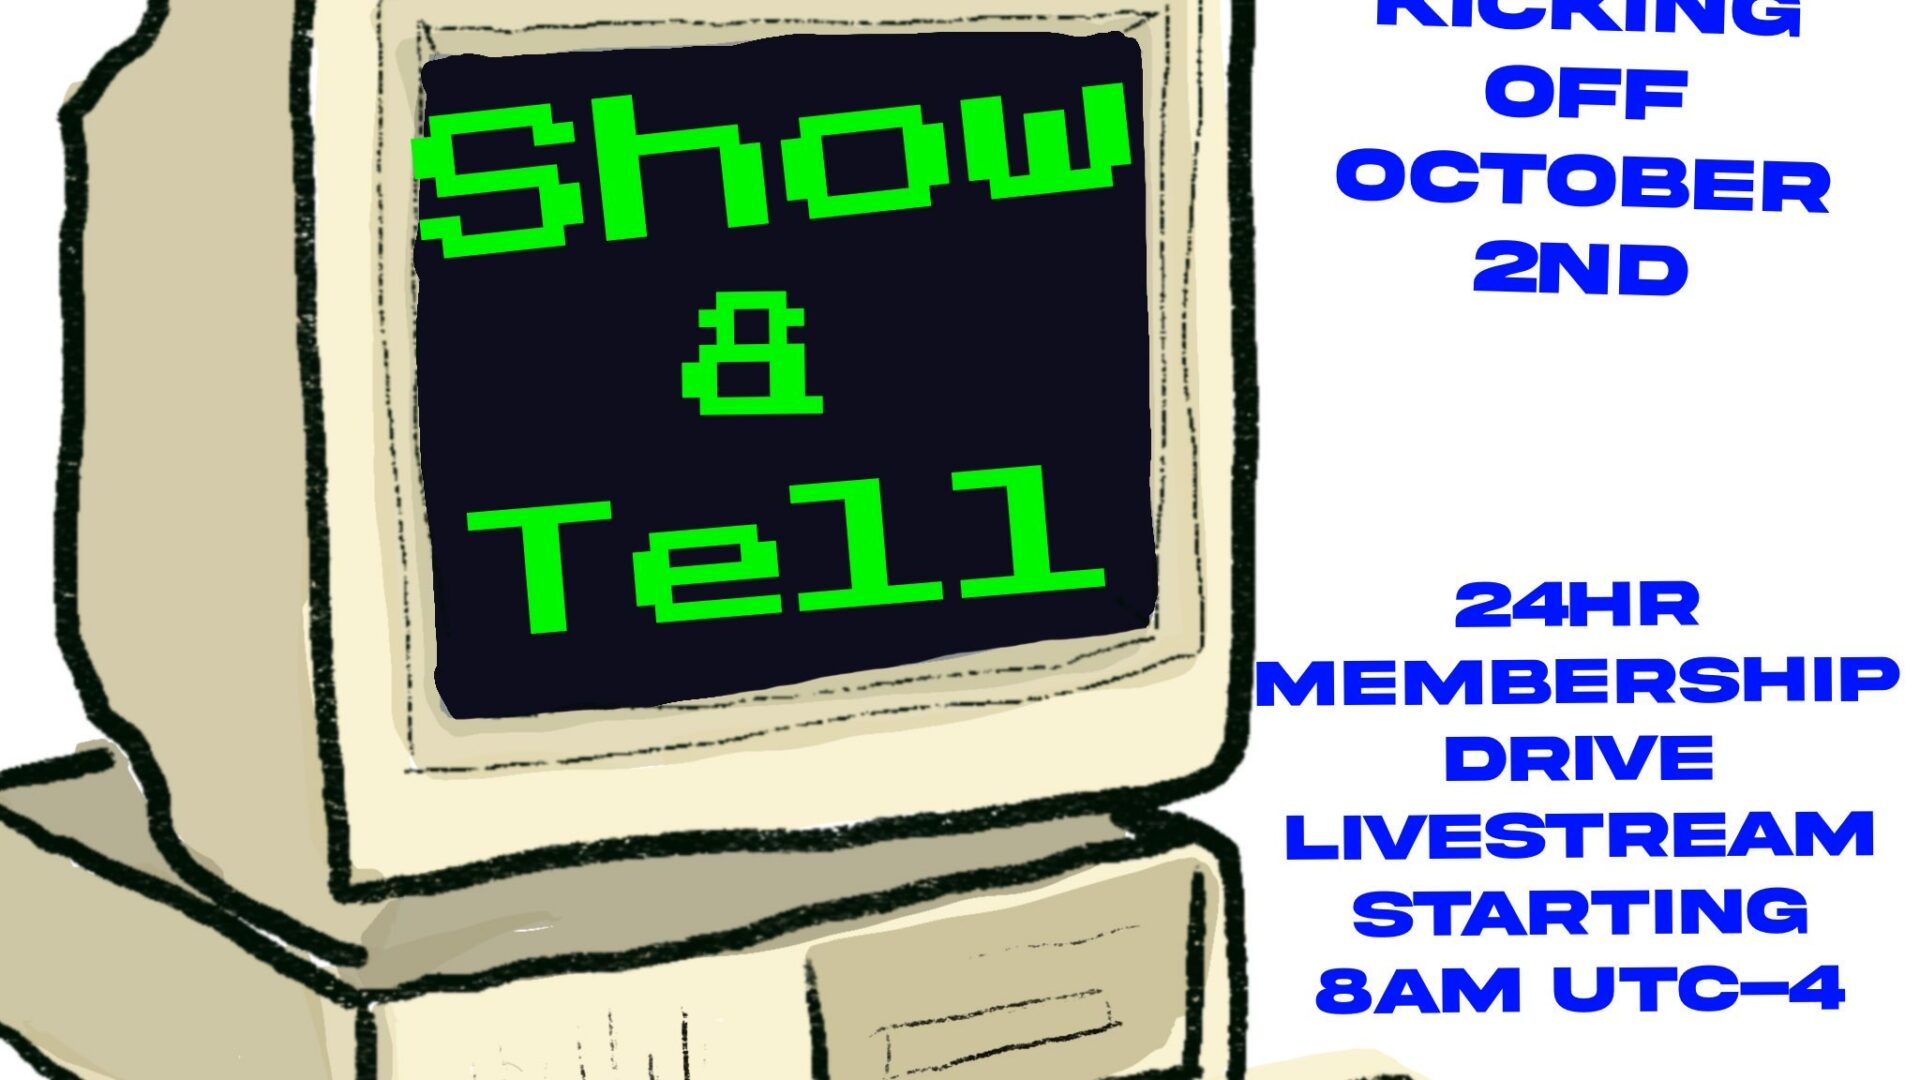 Show
&
Tell
KICKING
OFF
OCTOBER
2ND
24HR
MEMBERSHIP
DRIVE
LIVESTREAM
STARTING
8AM UTC-4